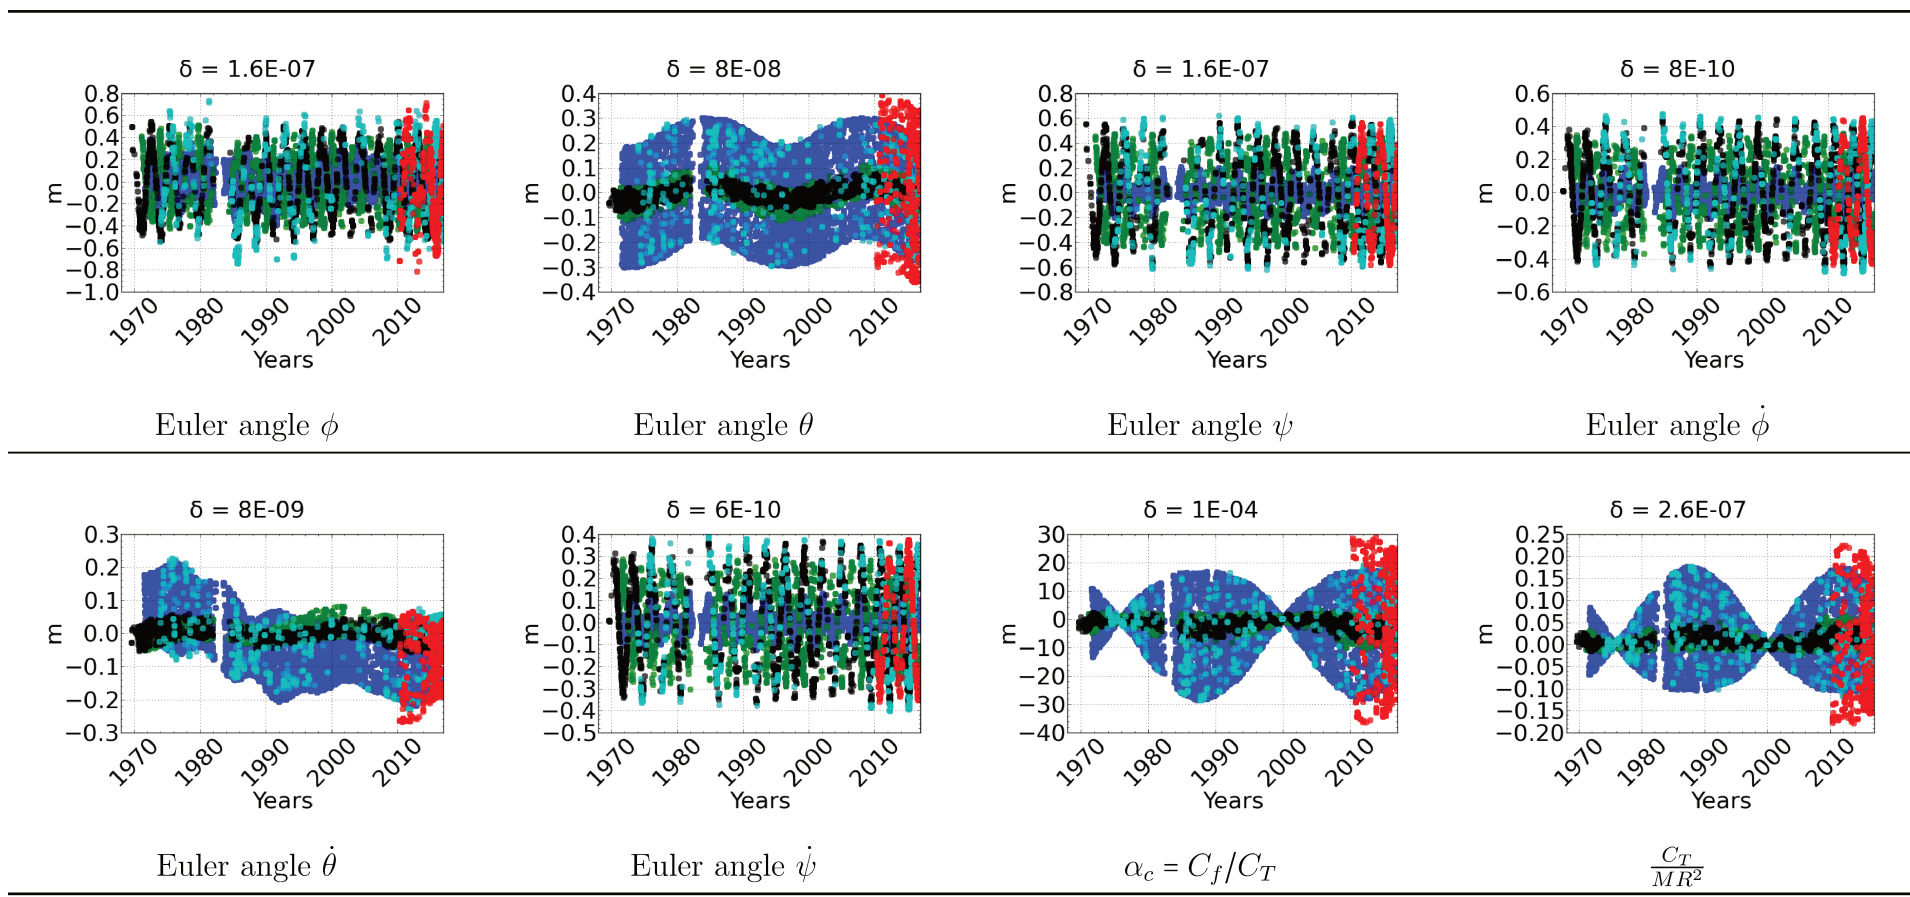 δ = 1.6E-07 δ = 8E-08 δ = 1.6E-07 δ = 8E-10
0.8 0.4 0.8 0.6
0.6 0.3 0.6 0.4
0.4 0.2 0.4 0.2
0.2 0.1 0.2 0.0
0.0 0.0 0.0 −0.2
−0.2 −0.1 −0.2 −0.4
−0.4 −0.2 −0.4 −0.6
−0.6 −0.3 −0.6
−0.8 −0.4 −0.8
−1.0
m m m m
1970 1980 1990 2000 2010 1970 1980 1990 2000 2010 1970 1980 1990 2000 2010 1970 1980 1990 2000 2010
Years Years Years Years
Euler angle ϕ Euler angle θ Euler angle ψ Euler angle ϕ̇
δ = 8E-09 δ = 6E-10 δ = 1E-04 δ = 2.6E-07
0.3 0.4 30 0.25
0.2 0.3 20 0.20
0.1 0.2 10 0.15
0.0 0.1 0 0.10
−0.1 0.0 −10 0.05
−0.2 −0.1 −20 0.00
−0.3 −0.2 −30 −0.05
−0.3 −40 −0.10
−0.4 −0.15
−0.5 −0.20
m m m m
1970 1980 1990 2000 2010 1970 1980 1990 2000 2010 1970 1980 1990 2000 2010 1970 1980 1990 2000 2010
Years Years Years Years
Euler angle θ̇ Euler angle ψ̇ α_c = C_f/C_T C_T/MR²